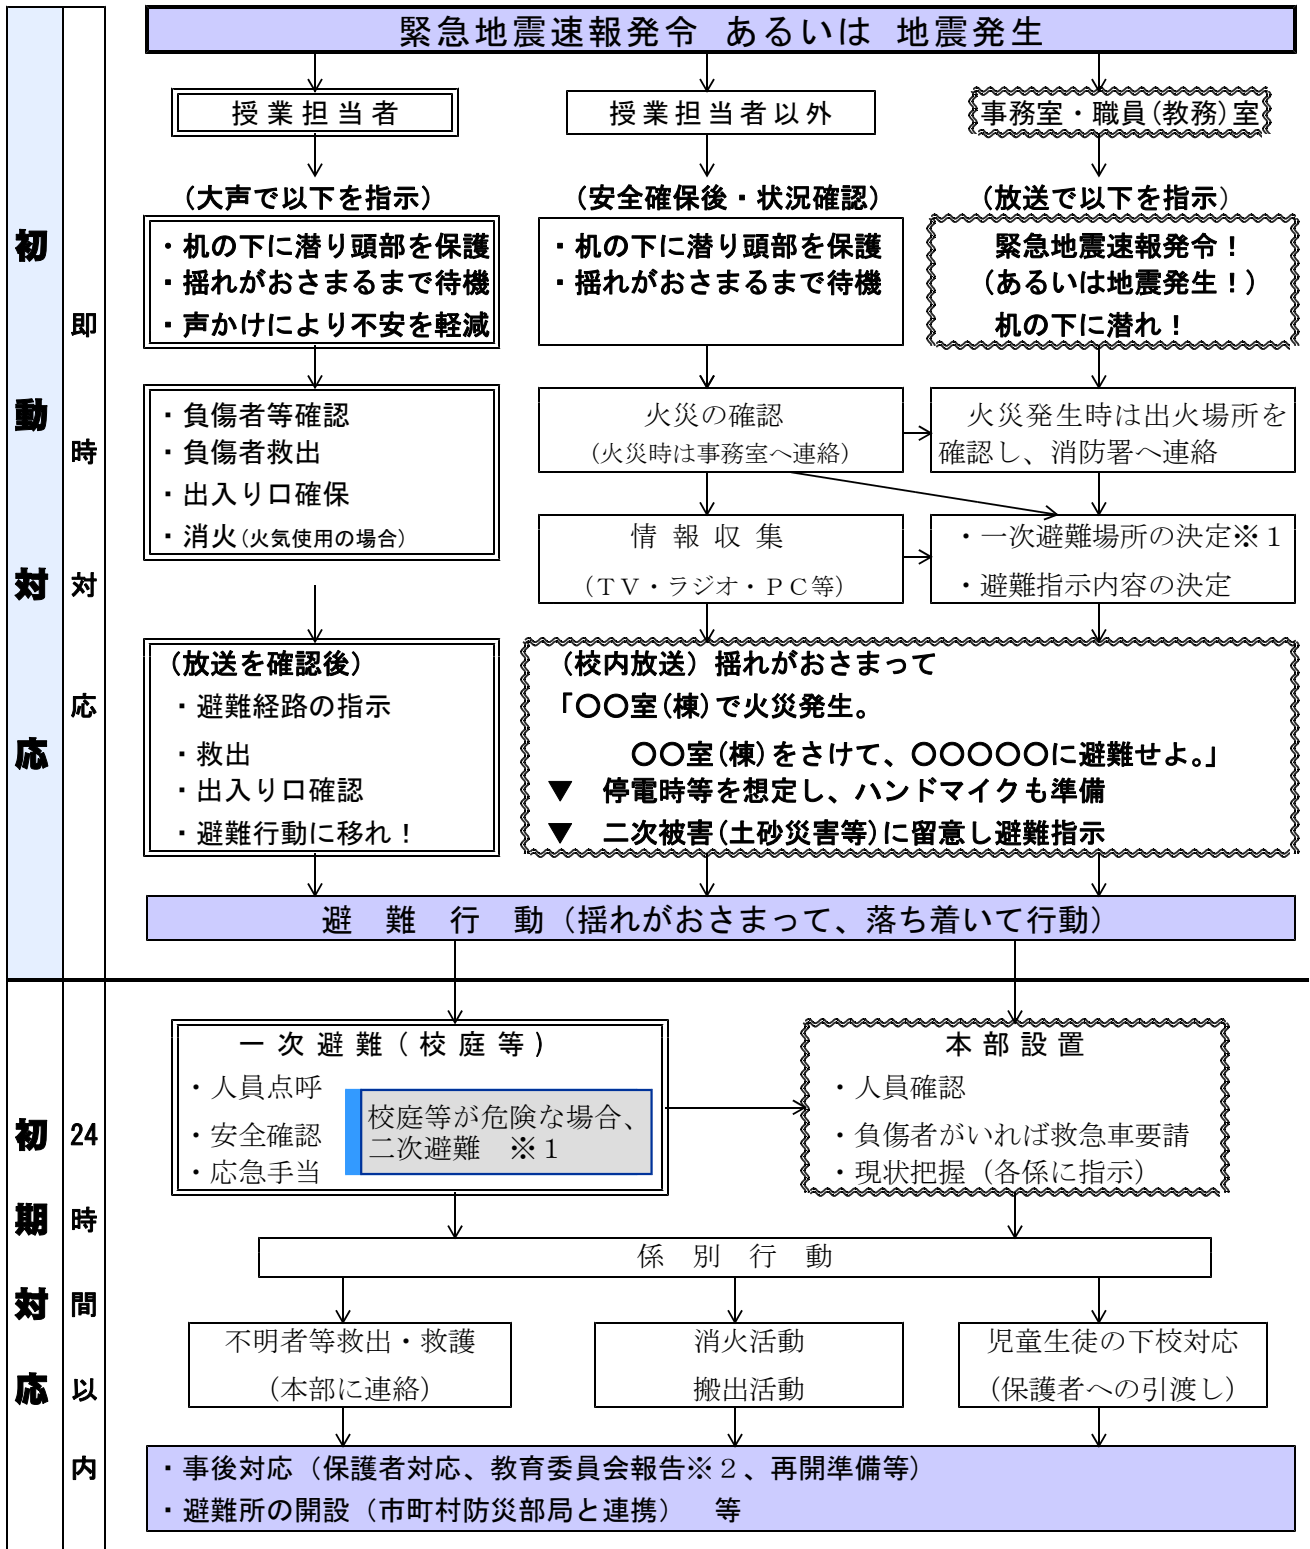 緊急地震速報発令 あるいは 地震発生
授業担当者
授業担当者以外
事務室・職員(教務)室
(大声で以下を指示)
(安全確保後・状況確認)
(放送で以下を指示)
・机の下に潜り頭部を保護
・揺れがおさまるまで待機
・声かけにより不安を軽減
・机の下に潜り頭部を保護
・揺れがおさまるまで待機
緊急地震速報発令！
(あるいは地震発生！)
机の下に潜れ！
・負傷者等確認
・負傷者救出
・出入り口確保
・消火(火気使用の場合)
火災の確認
(火災時は事務室へ連絡)
火災発生時は出火場所を
確認し、消防署へ連絡
情報収集
(ＴＶ・ラジオ・ＰＣ等)
・一次避難場所の決定※１
・避難指示内容の決定
(放送を確認後)
・避難経路の指示
・救出
・出入り口確認
・避難行動に移れ！
(校内放送) 揺れがおさまって
「〇〇室(棟)で火災発生。
〇〇室(棟)をさけて、〇〇〇〇〇に避難せよ。」
▼ 停電時等を想定し、ハンドマイクも準備
▼ 二次被害(土砂災害等)に留意し避難指示
避難行動(揺れがおさまって、落ち着いて行動)
初動対応
即時対応
一次避難(校庭等)
・人員点呼
・安全確認
・応急手当
校庭等が危険な場合、
二次避難 ※１
本部設置
・人員確認
・負傷者がいれば救急車要請
・現状把握 (各係に指示)
係別行動
不明者等救出・救護
(本部に連絡)
消火活動
搬出活動
児童生徒の下校対応
(保護者への引渡し)
・事後対応 (保護者対応、教育委員会報告※２、再開準備等)
・避難所の開設 (市町村防災部局と連携) 等
初期対応
24時間以内